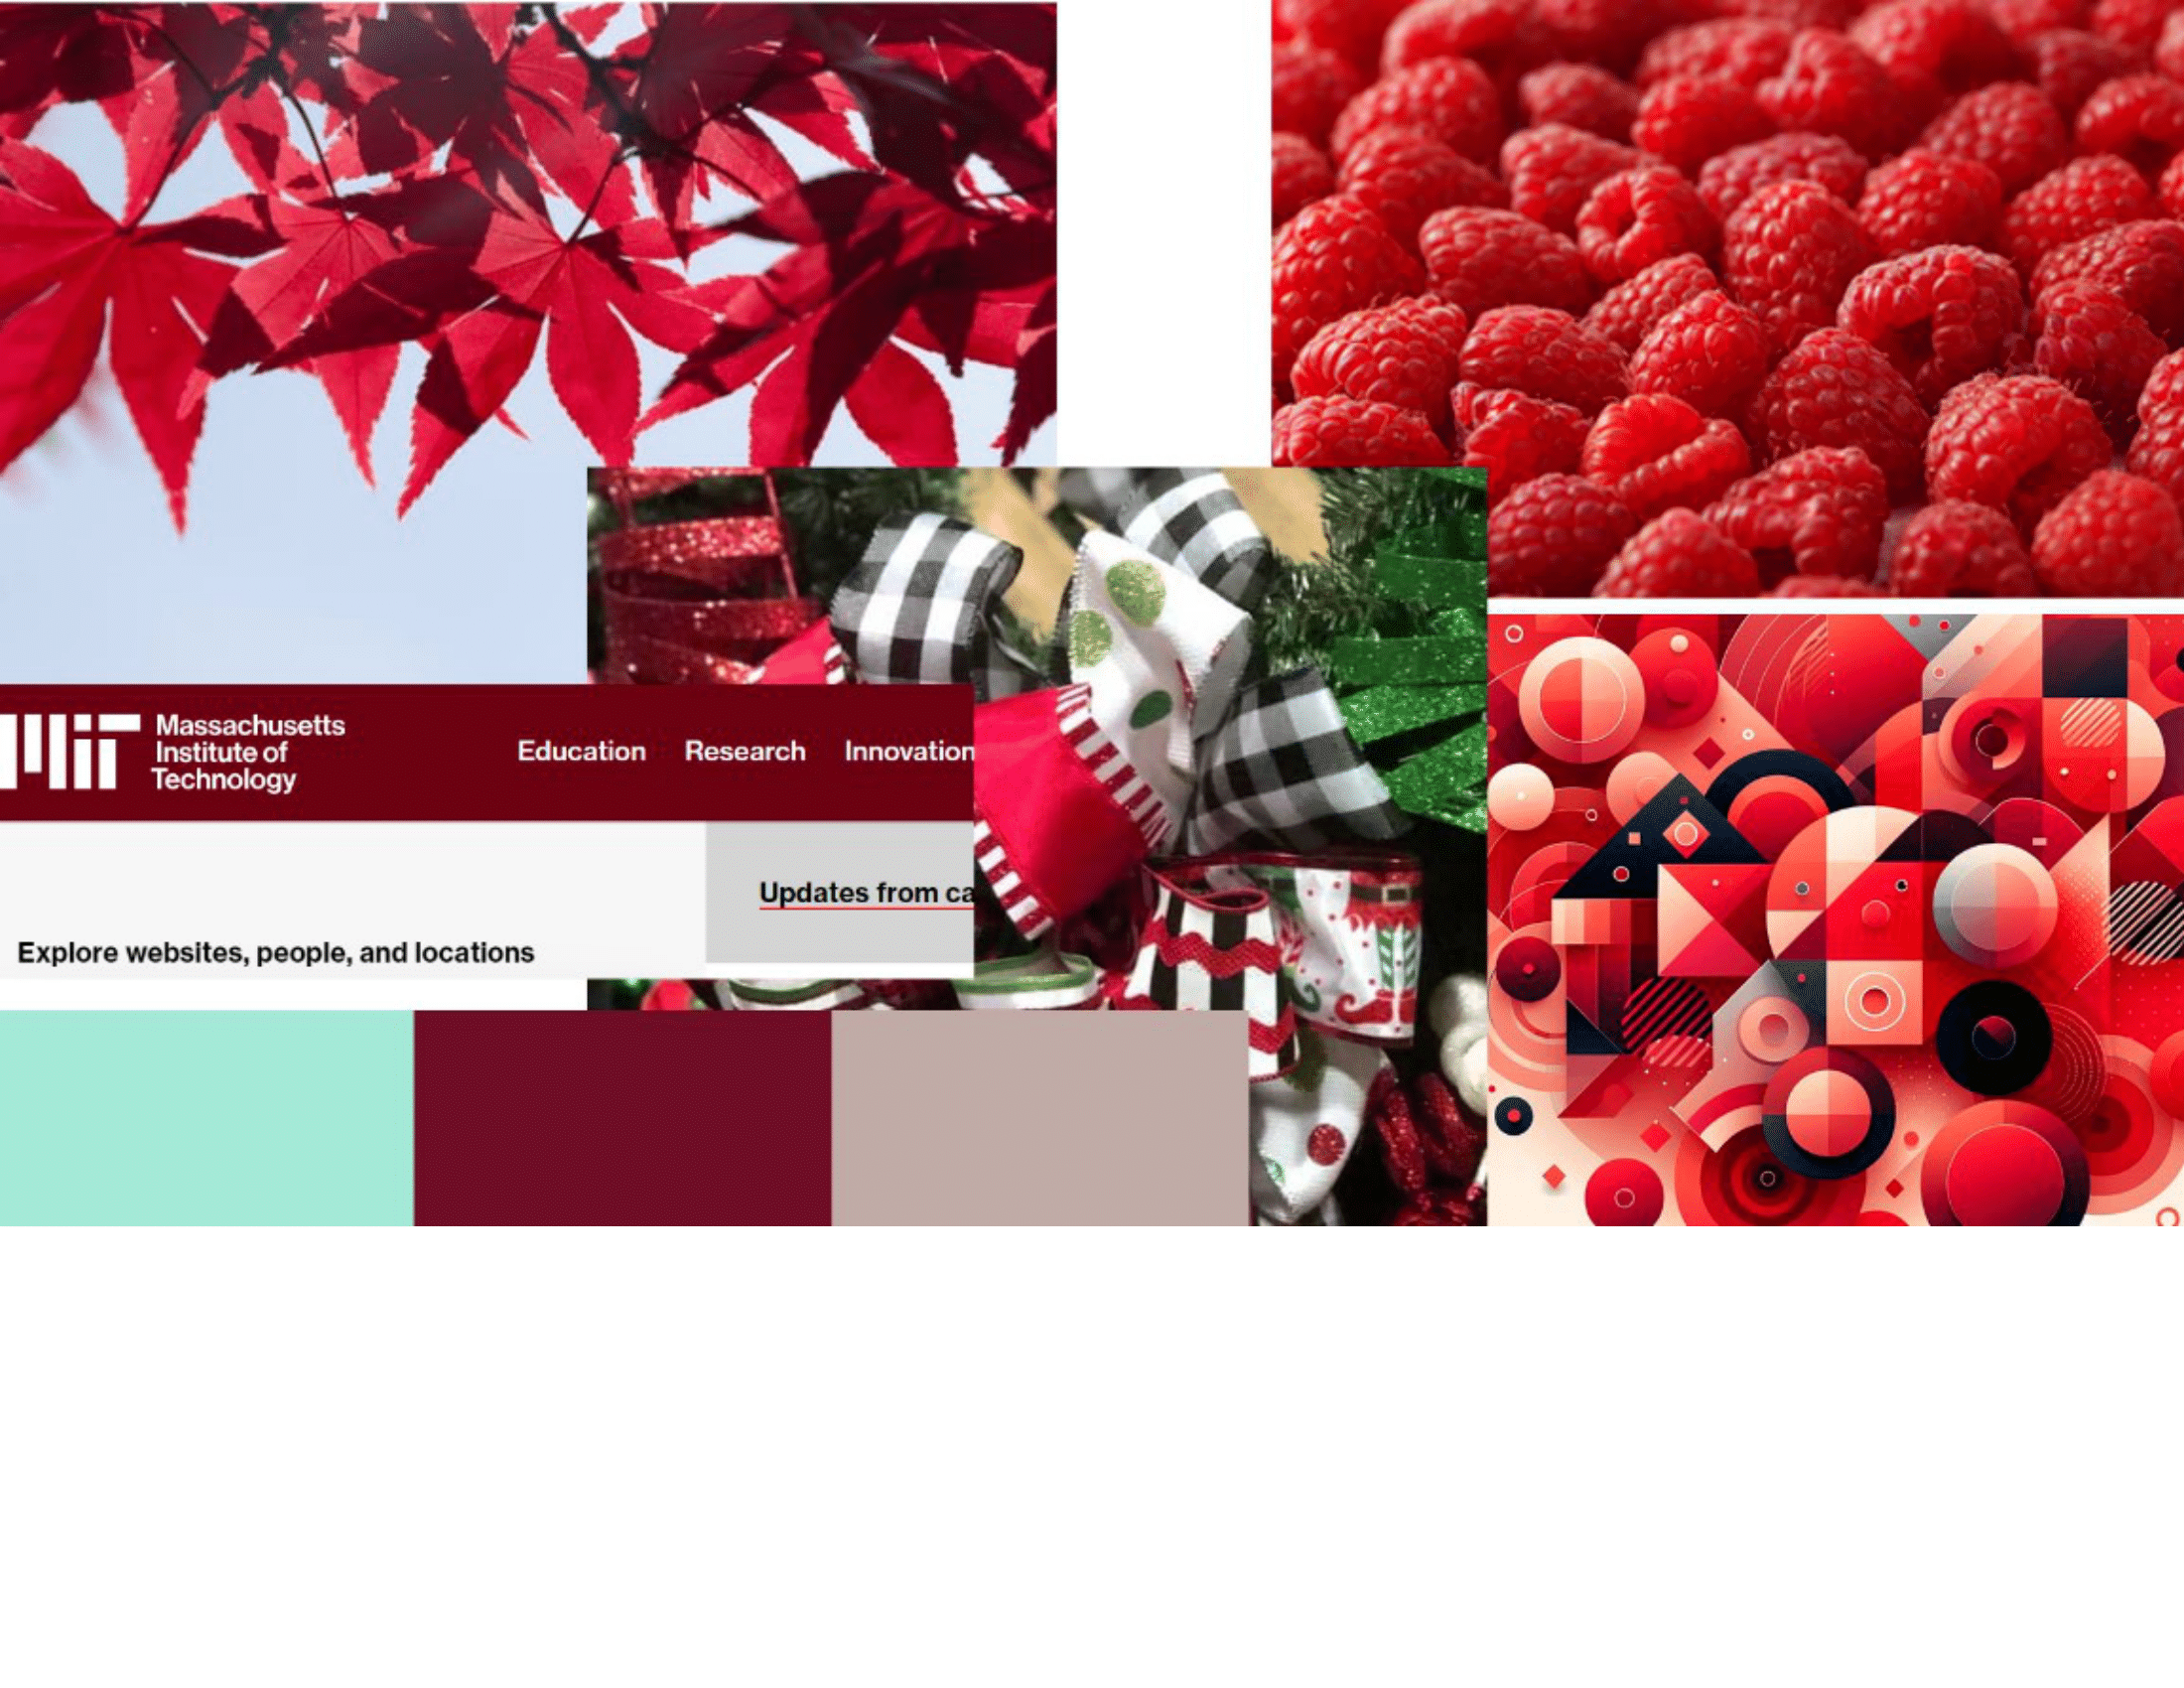 Massachusetts
Institute of
Technology
Education Research Innovation
Updates from ca
Explore websites, people, and locations